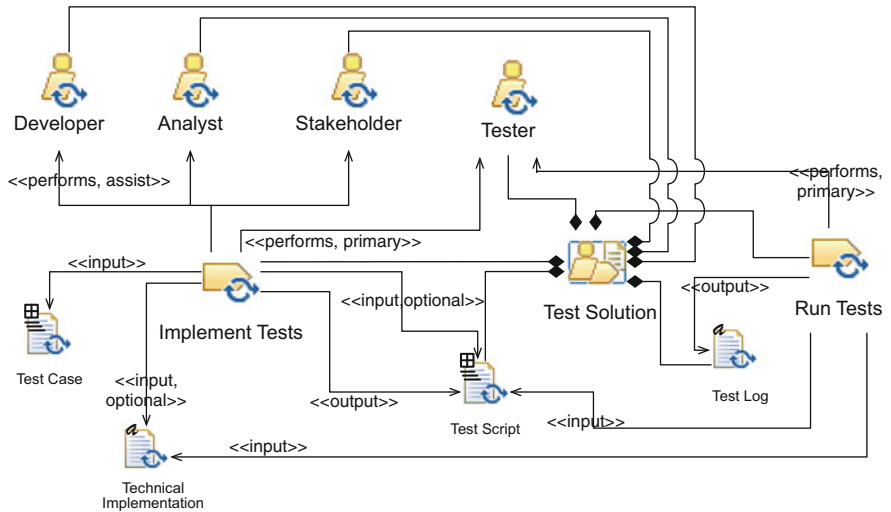 Developer
Analyst
Stakeholder
Tester
<<performs, assist>>
<<performs,
primary>>
<<performs, primary>>
<<input>>
<<input,optional>>
<<output>>
Implement Tests
Test Solution
Run Tests
Test Case
<<input,
optional>>
<<output>>
Test Script
<<input>>
Test Log
<<input>>
Technical
Implementation